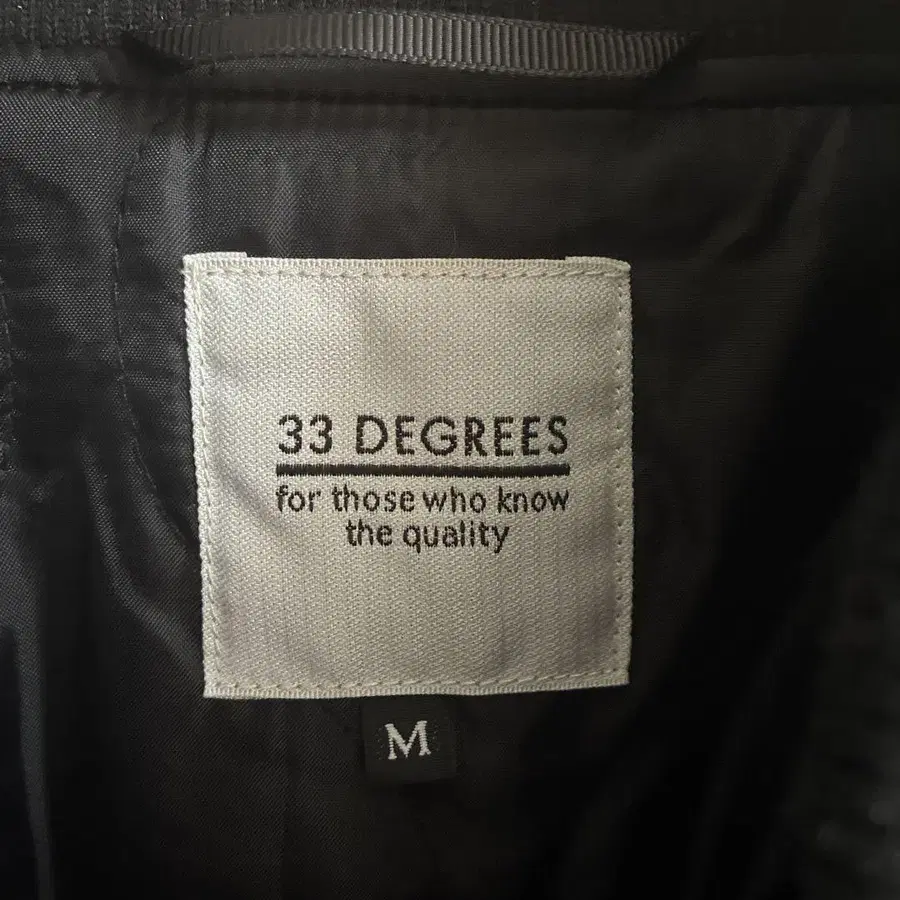 33 DEGREES
for those who know
the quality
M